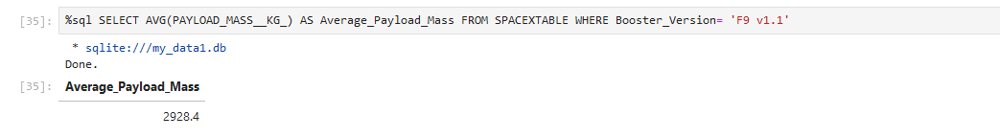 [35]: %sql SELECT AVG(PAYLOAD_MASS__KG_) AS Average_Payload_Mass FROM SPACEXTABLE WHERE Booster_Version= 'F9 v1.1'
* sqlite:///my_data1.db
Done.
[35]: Average_Payload_Mass
2928.4